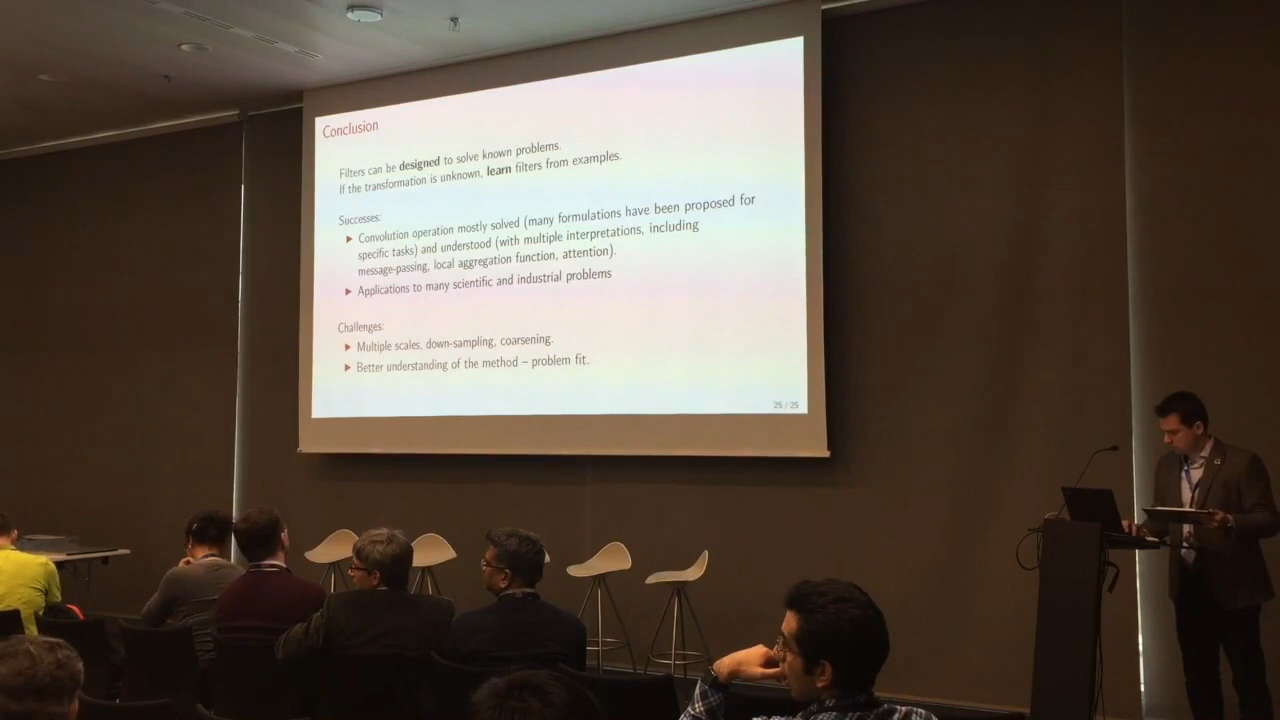 Conclusion
Filters can be designed to solve known problems.
If the transformation is unknown, learn filters from examples.
Successes:
▶ Convolution operation mostly solved (many formulations have been proposed for
specific tasks) and understood (with multiple interpretations, including
message-passing, local aggregation function, attention).
▶ Applications to many scientific and industrial problems
Challenges:
▶ Multiple scales, down-sampling, coarsening.
▶ Better understanding of the method – problem fit.
25 / 25